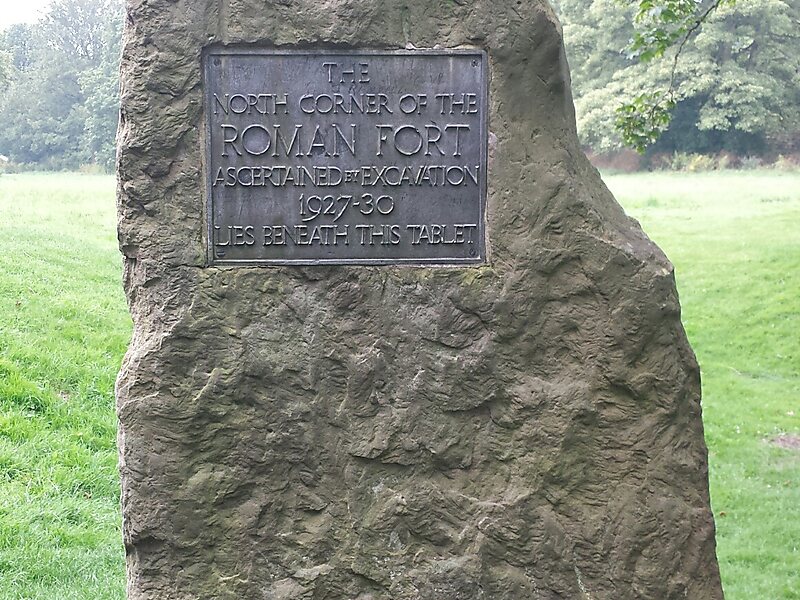 THE
NORTH CORNER OF THE
ROMAN FORT
ASCERTAINED BY EXCAVATION
1927-30
LIES BENEATH THIS TABLET